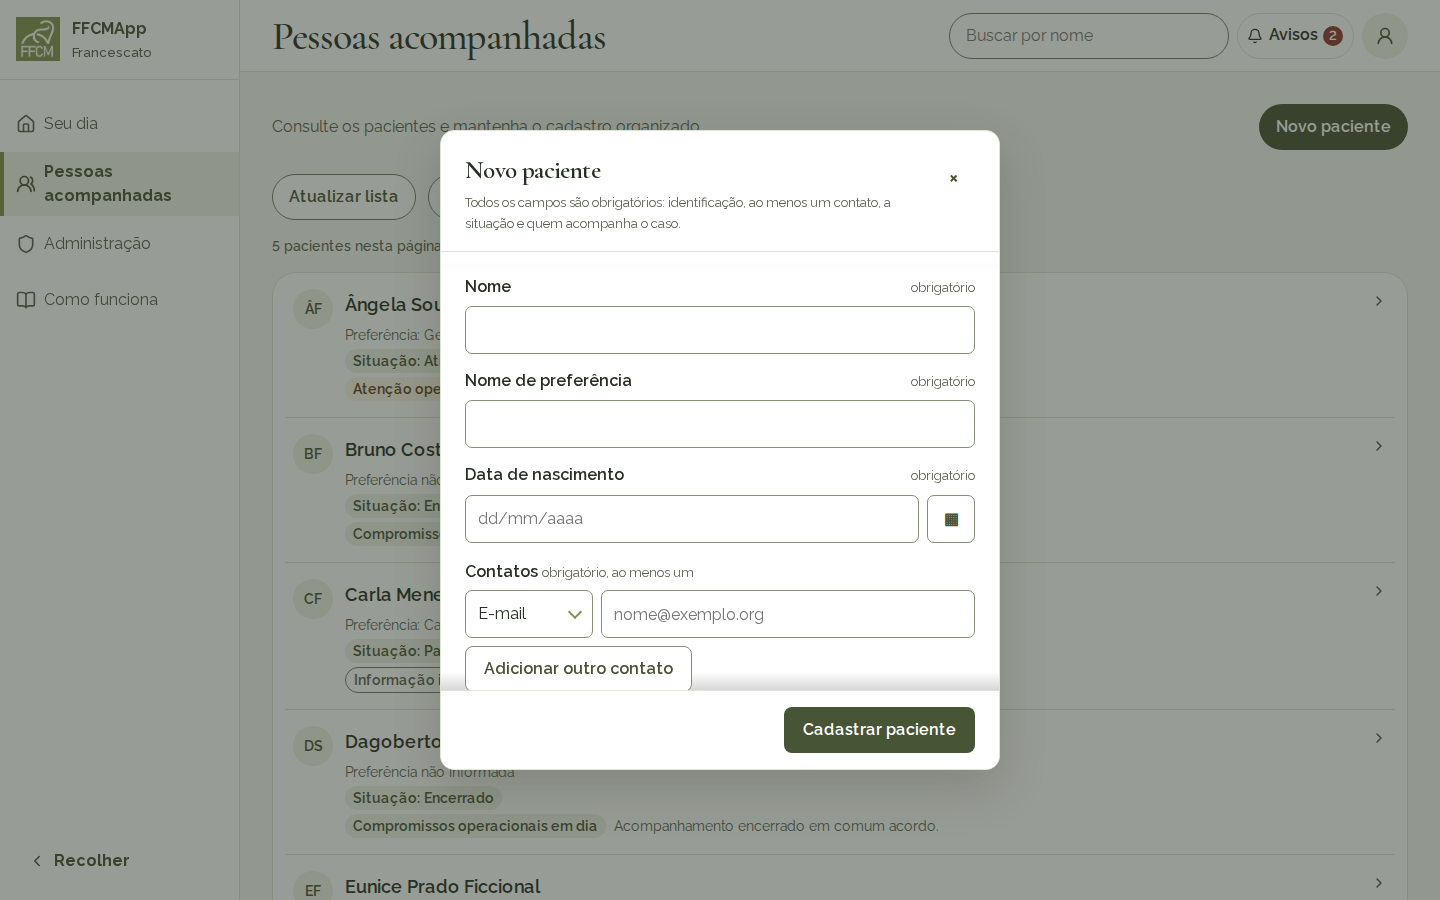 FFCM
FFCMApp
Francescato
Seu dia
Pessoas
acompanhadas
Administração
Como funciona
Recolher
Pessoas acompanhadas
Buscar por nome
Avisos 2
Consulte os pacientes e mantenha o cadastro organizado
Novo paciente
Atualizar lista
5 pacientes nesta página
ÂF
Ângela Sou
Preferência: Ge
Situação: At
Atenção ope
BF
Bruno Cost
Preferência não
Situação: En
Compromiss
CF
Carla Mene
Preferência: Ca
Situação: Pa
Informação i
DS
Dagoberto
Preferência não informada
Situação: Encerrado
Compromissos operacionais em dia Acompanhamento encerrado em comum acordo.
EF
Eunice Prado Ficcional
Novo paciente
×
Todos os campos são obrigatórios: identificação, ao menos um contato, a
situação e quem acompanha o caso.
Nome obrigatório
Nome de preferência obrigatório
Data de nascimento obrigatório
dd/mm/aaaa
Contatos obrigatório, ao menos um
E-mail nome@exemplo.org
Adicionar outro contato
Cadastrar paciente